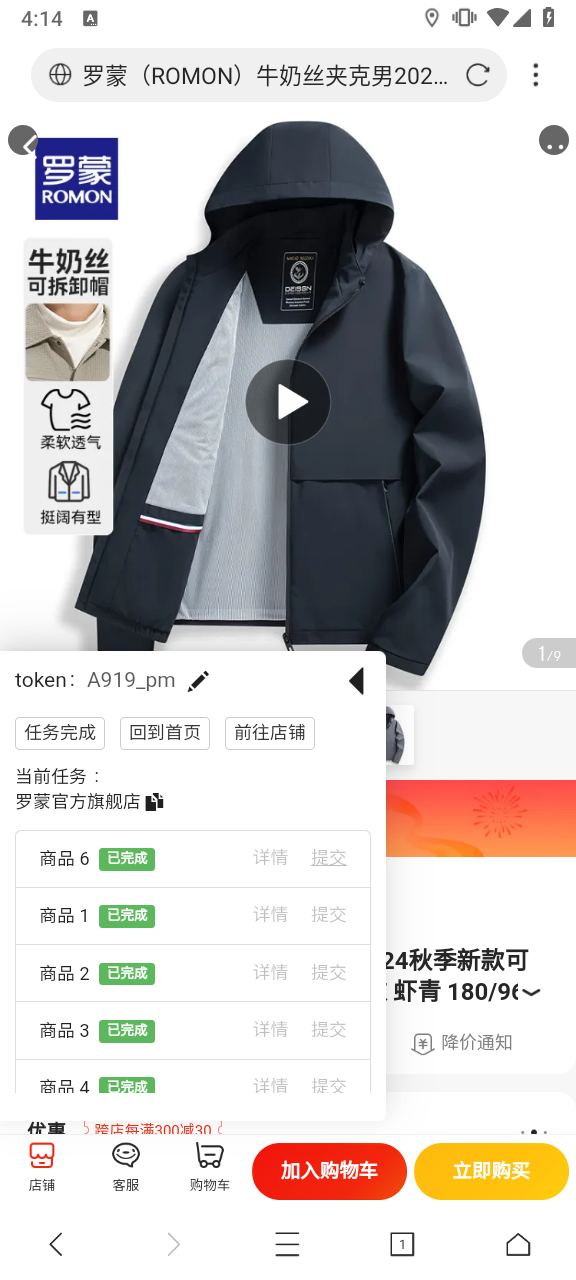 4:14
A
罗蒙（ROMON）牛奶丝夹克男202...
罗蒙
ROMON
牛奶丝
可拆卸帽
柔软透气
挺阔有型
DEISSN
1/9
token： A919_pm
任务完成
回到首页
前往店铺
当前任务：
罗蒙官方旗舰店
商品 6 已完成 详情 提交
商品 1 已完成 详情 提交
商品 2 已完成 详情 提交
商品 3 已完成 详情 提交
商品 4 已完成 详情 提交
24秋季新款可
虾青 180/96
降价通知
优惠 跨店每满300减30
店铺
客服
购物车
加入购物车
立即购买
1